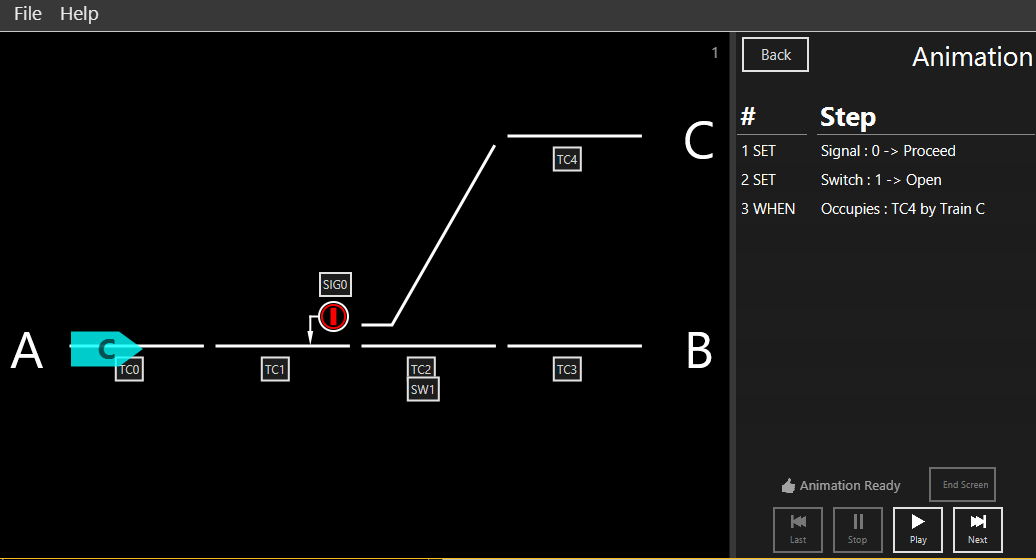 File Help
1
Back
Animation
# Step
1 SET Signal : 0 -> Proceed
2 SET Switch : 1 -> Open
3 WHEN Occupies : TC4 by Train C
C
TC4
SIG0
A
C
B
TC0
TC1
TC2
TC3
SW1
Animation Ready
End Screen
Last
Stop
Play
Next